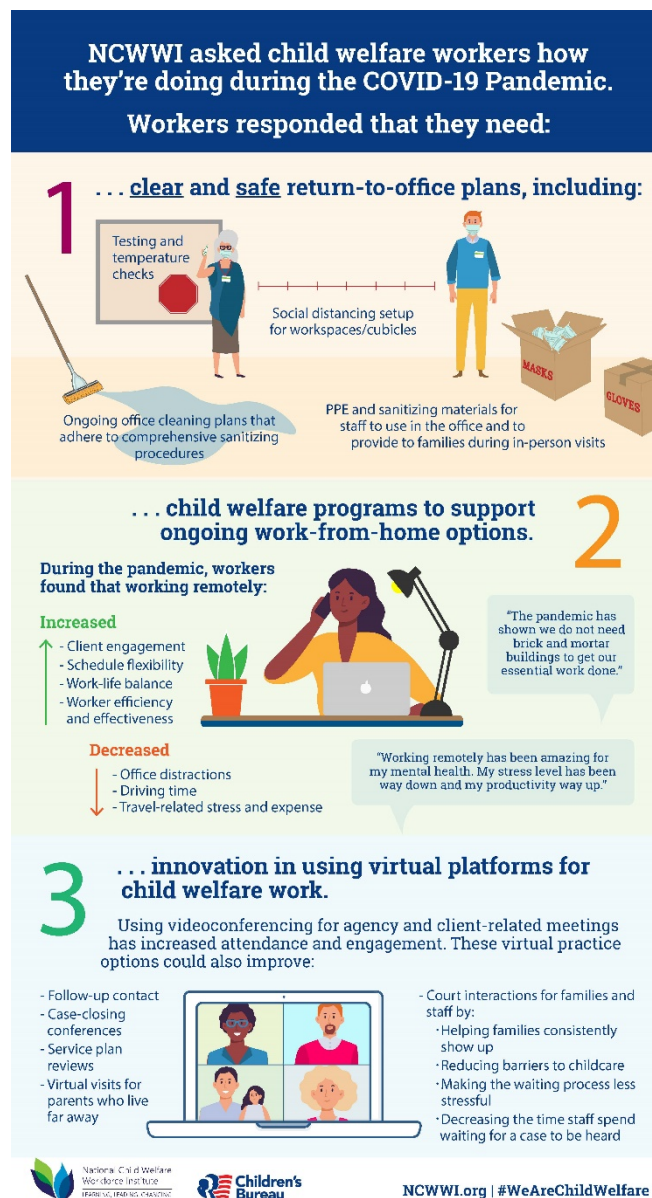 NCWWI asked child welfare workers how
they're doing during the COVID-19 Pandemic.
Workers responded that they need:
1
. . . clear and safe return-to-office plans, including:
Testing and
temperature
checks
Social distancing setup
for workspaces/cubicles
MASKS
GLOVES
Ongoing office cleaning plans that
adhere to comprehensive sanitizing
procedures
PPE and sanitizing materials for
staff to use in the office and to
provide to families during in-person visits
2
. . . child welfare programs to support
ongoing work-from-home options.
During the pandemic, workers
found that working remotely:
Increased
- Client engagement
- Schedule flexibility
- Work-life balance
- Worker efficiency
and effectiveness
Decreased
- Office distractions
- Driving time
- Travel-related stress and expense
"The pandemic has
shown we do not need
brick and mortar
buildings to get our
essential work done."
"Working remotely has been amazing for
my mental health. My stress level has been
way down and my productivity way up."
3
. . . innovation in using virtual platforms for
child welfare work.
Using videoconferencing for agency and client-related meetings
has increased attendance and engagement. These virtual practice
options could also improve:
- Follow-up contact
- Case-closing
conferences
- Service plan
reviews
- Virtual visits for
parents who live
far away
- Court interactions for families and
staff by:
·Helping families consistently
show up
·Reducing barriers to childcare
·Making the waiting process less
stressful
·Decreasing the time staff spend
waiting for a case to be heard
National Child Welfare
Workforce Institute
LEARNING, LEADING, CHANGING
Children's
Bureau
NCWWI.org | #WeAreChildWelfare